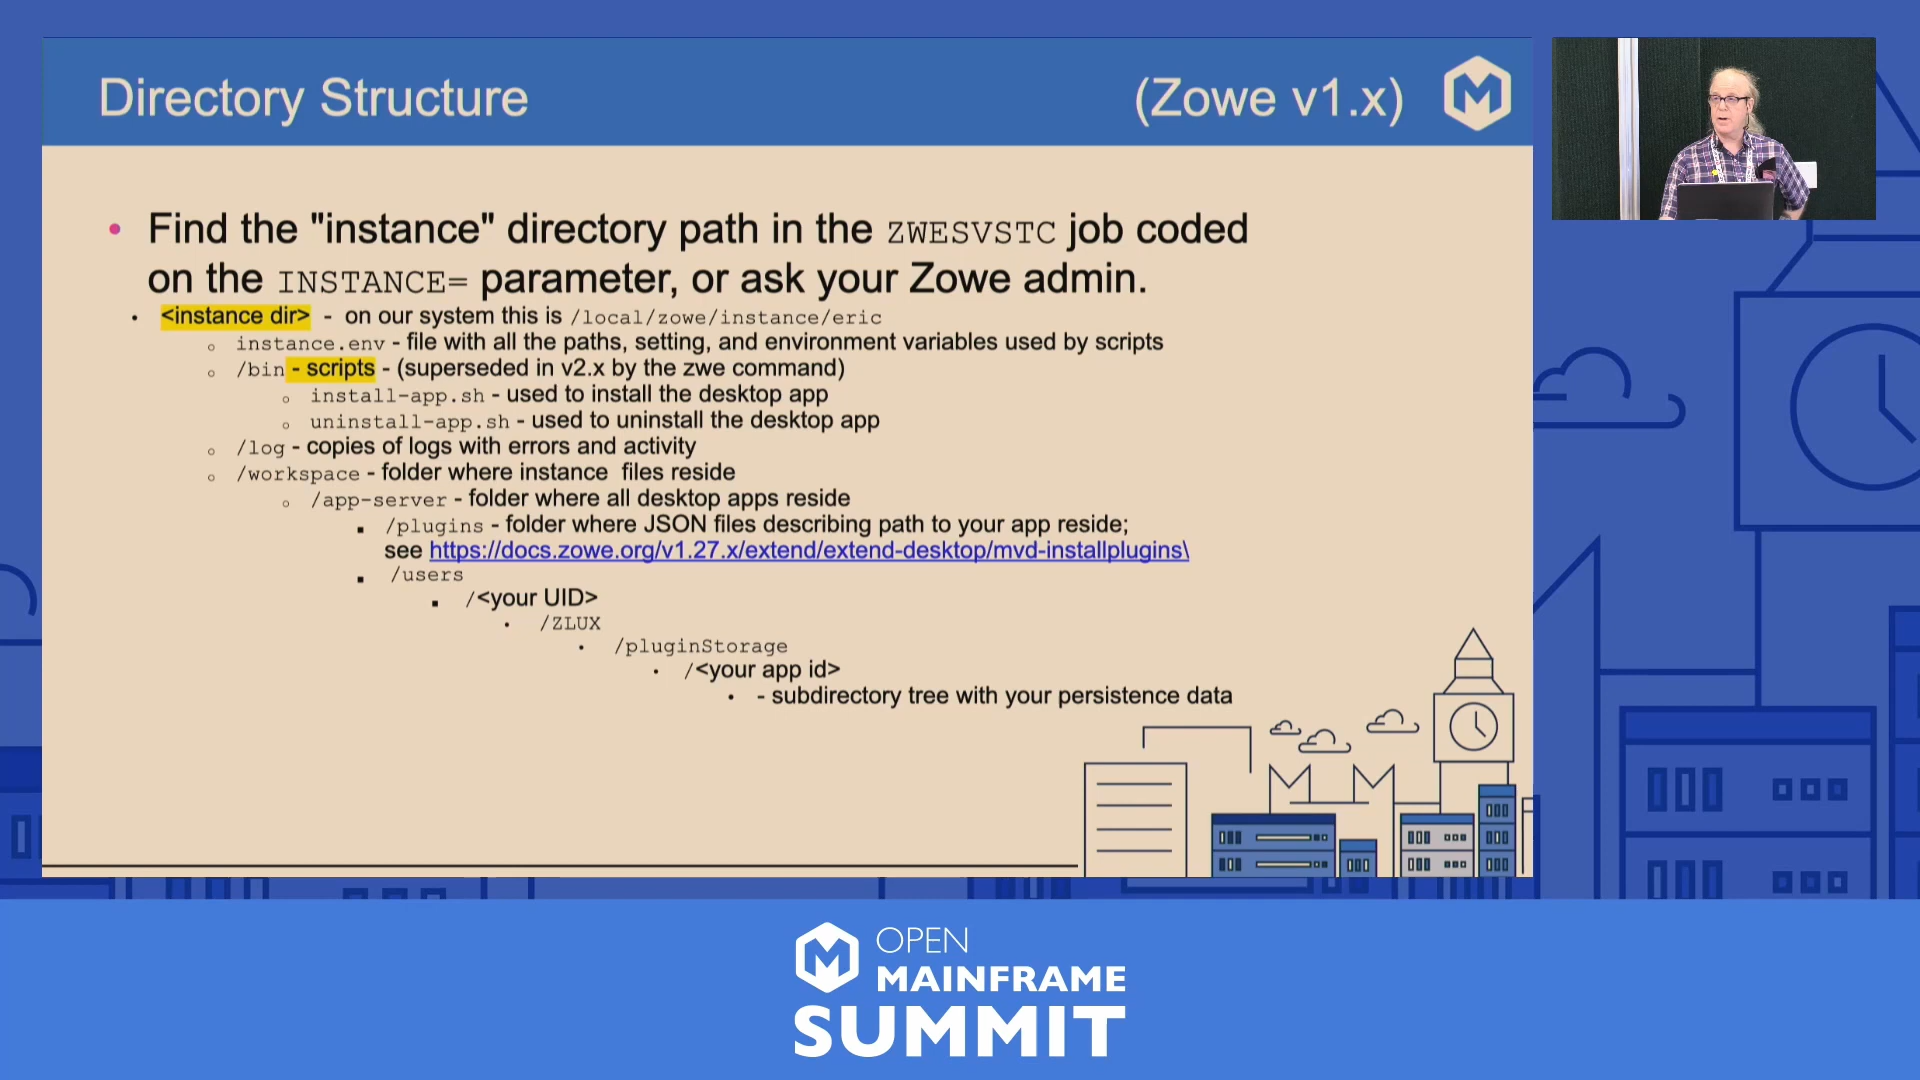 Directory Structure
(Zowe v1.x)
• Find the "instance" directory path in the ZWESVSTC job coded
on the INSTANCE= parameter, or ask your Zowe admin.
• <instance dir> - on our system this is /local/zowe/instance/eric
○ instance.env - file with all the paths, setting, and environment variables used by scripts
○ /bin - scripts - (superseded in v2.x by the zwe command)
○ install-app.sh - used to install the desktop app
○ uninstall-app.sh - used to uninstall the desktop app
○ /log - copies of logs with errors and activity
○ /workspace - folder where instance  files reside
○ /app-server - folder where all desktop apps reside
▪ /plugins - folder where JSON files describing path to your app reside;
see https://docs.zowe.org/v1.27.x/extend/extend-desktop/mvd-installplugins\
▪ /users
▪ /<your UID>
• /ZLUX
• /pluginStorage
• /<your app id>
• - subdirectory tree with your persistence data
OPEN
MAINFRAME
SUMMIT